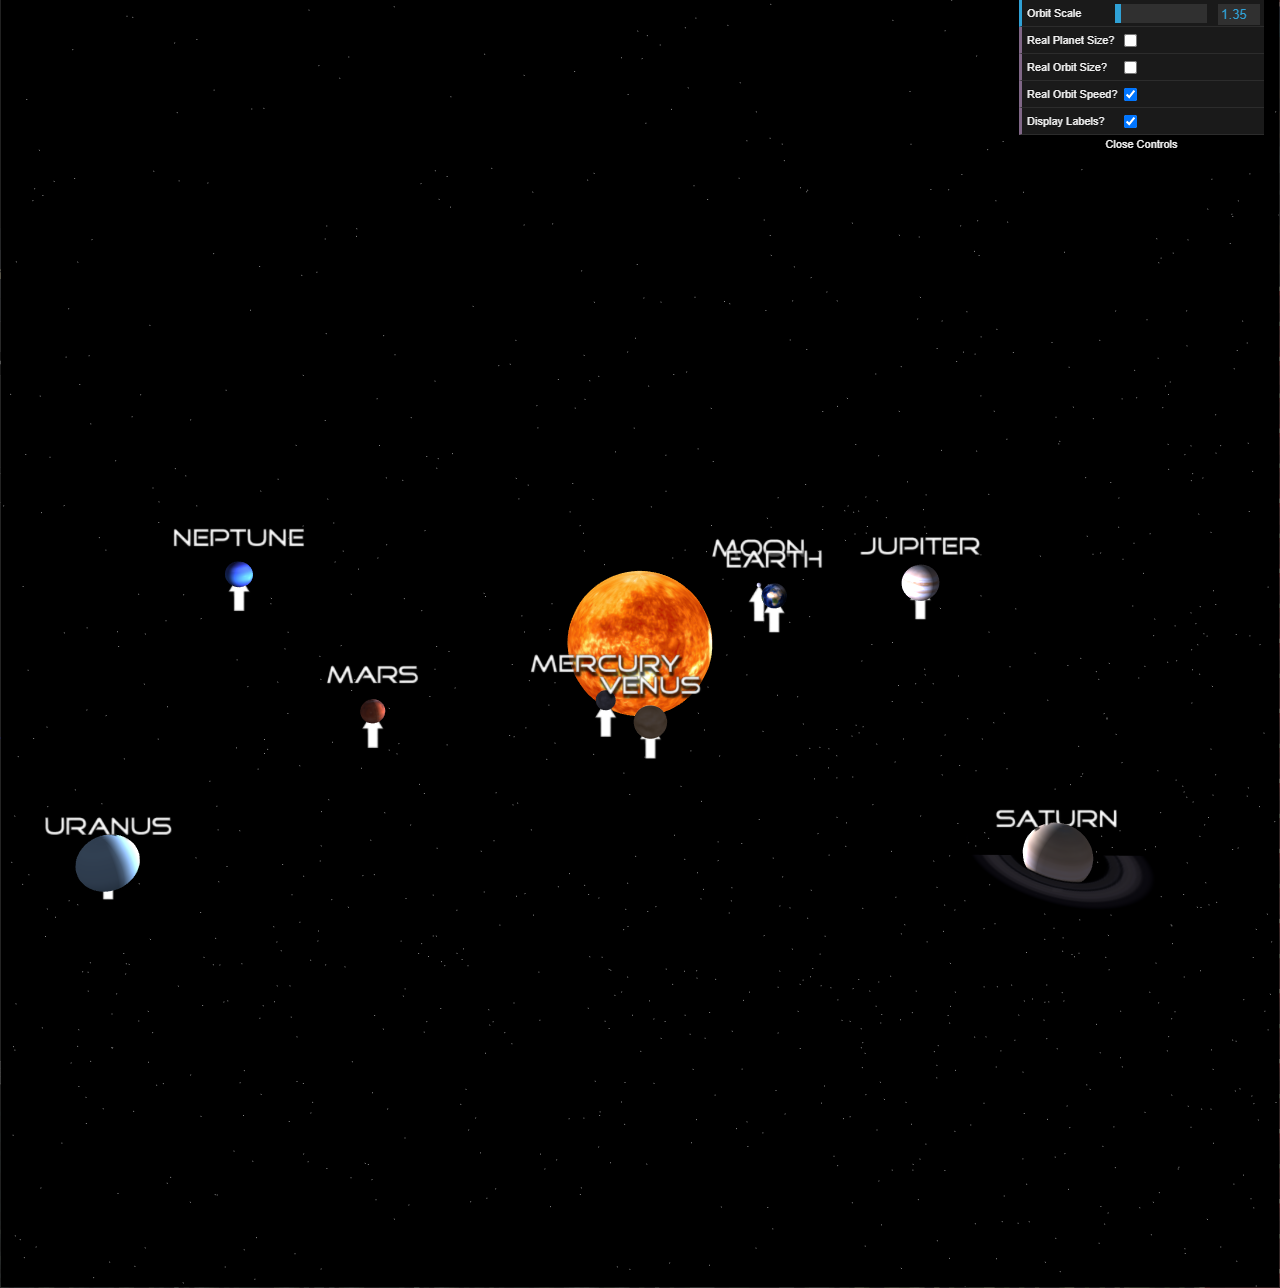 Orbit Scale 1.35
Real Planet Size?
Real Orbit Size?
Real Orbit Speed?
Display Labels?
Close Controls
NEPTUNE
MOON
EARTH
JUPITER
MERCURY
VENUS
MARS
URANUS
SATURN